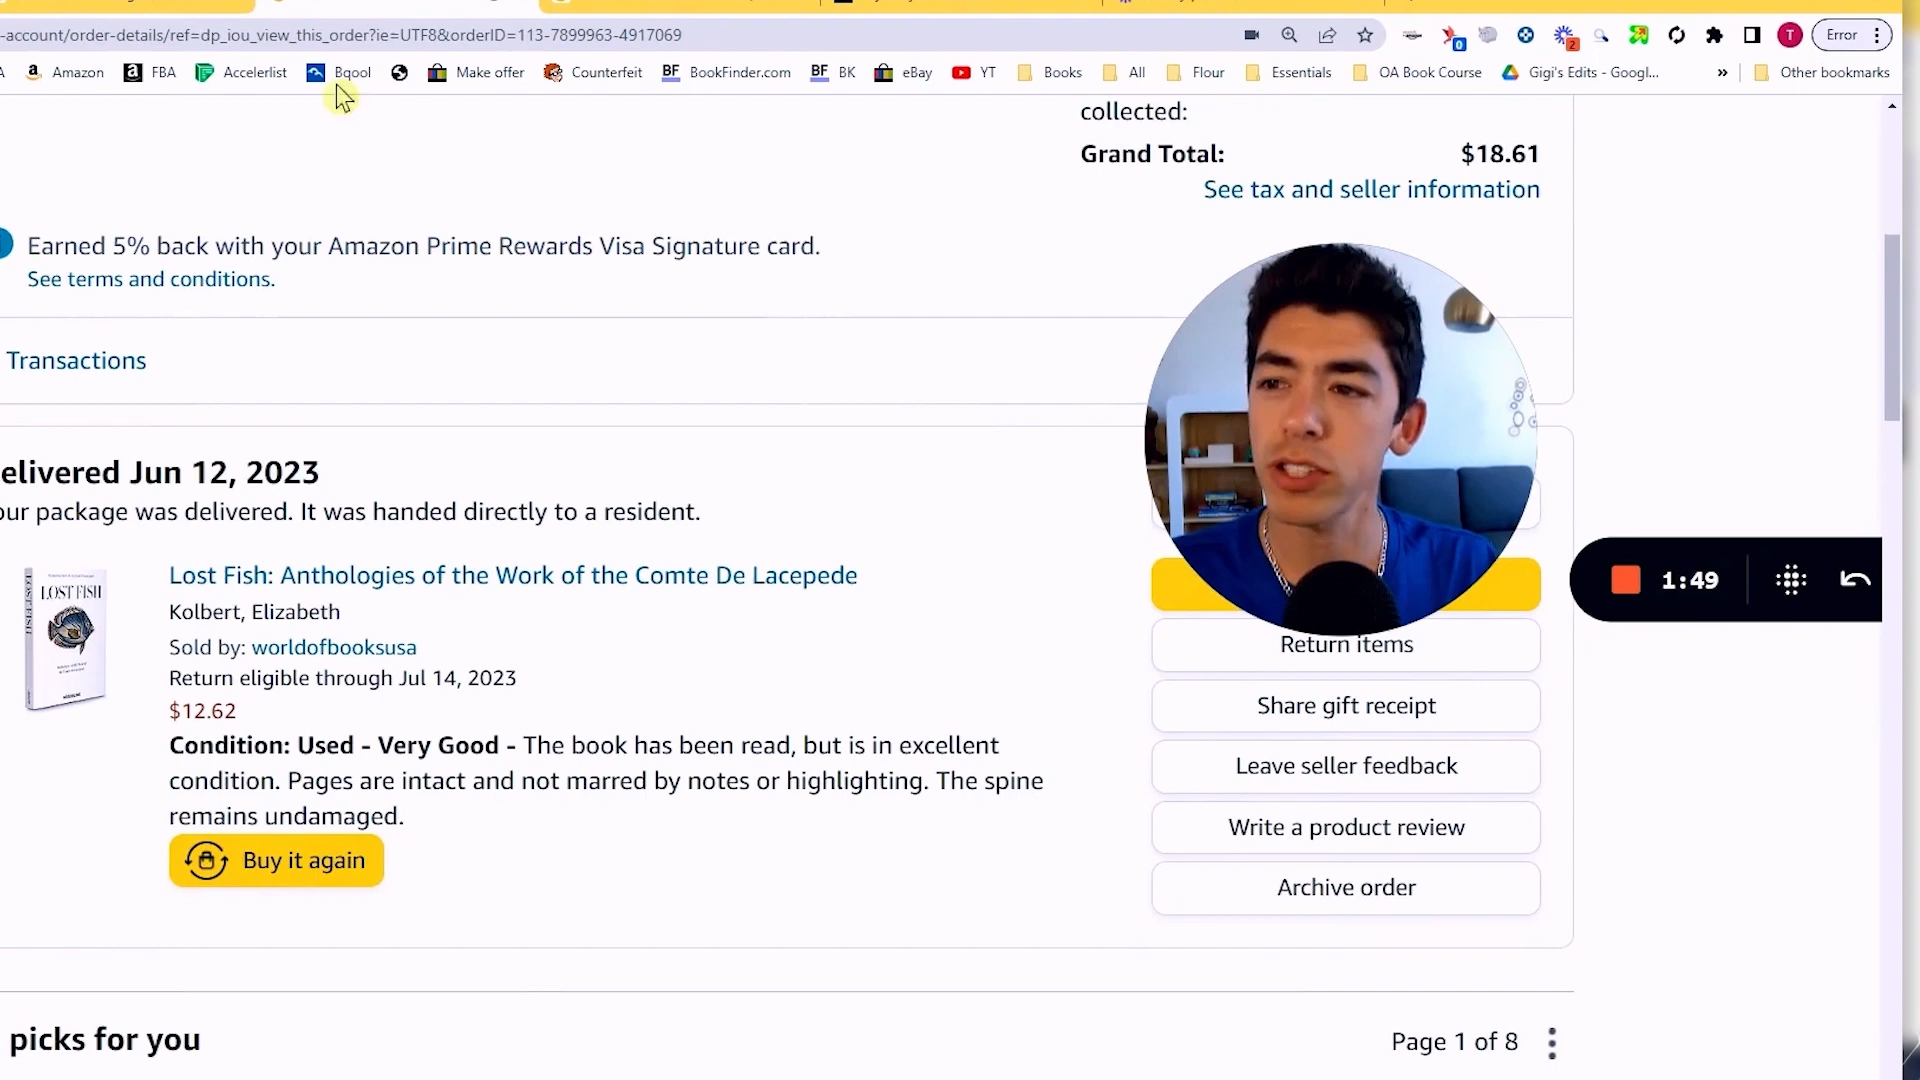 -account/order-details/ref=dp_iou_view_this_order?ie=UTF8&orderID=113-7899963-4917069
0
2
T
Error
Amazon
FBA
Accelerlist
Bqool
Make offer
Counterfeit
BF BookFinder.com
BF BK
eBay
YT
Books
All
Flour
Essentials
OA Book Course
Gigi's Edits - Googl...
»
Other bookmarks
collected:
Grand Total: $18.61
See tax and seller information
Earned 5% back with your Amazon Prime Rewards Visa Signature card.
See terms and conditions.
Transactions
elivered Jun 12, 2023
our package was delivered. It was handed directly to a resident.
LOST FISH
Lost Fish: Anthologies of the Work of the Comte De Lacepede
Kolbert, Elizabeth
Sold by: worldofbooksusa
Return eligible through Jul 14, 2023
$12.62
Condition: Used - Very Good - The book has been read, but is in excellent
condition. Pages are intact and not marred by notes or highlighting. The spine
remains undamaged.
Buy it again
Return items
Share gift receipt
Leave seller feedback
Write a product review
Archive order
1:49
picks for you
Page 1 of 8